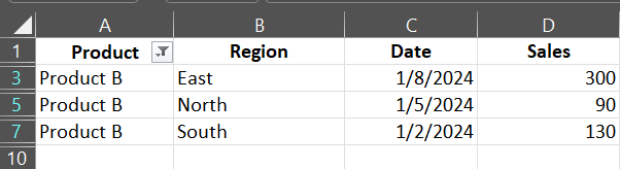 A B C D
1 Product Region Date Sales
3 Product B East 1/8/2024 300
5 Product B North 1/5/2024 90
7 Product B South 1/2/2024 130
10